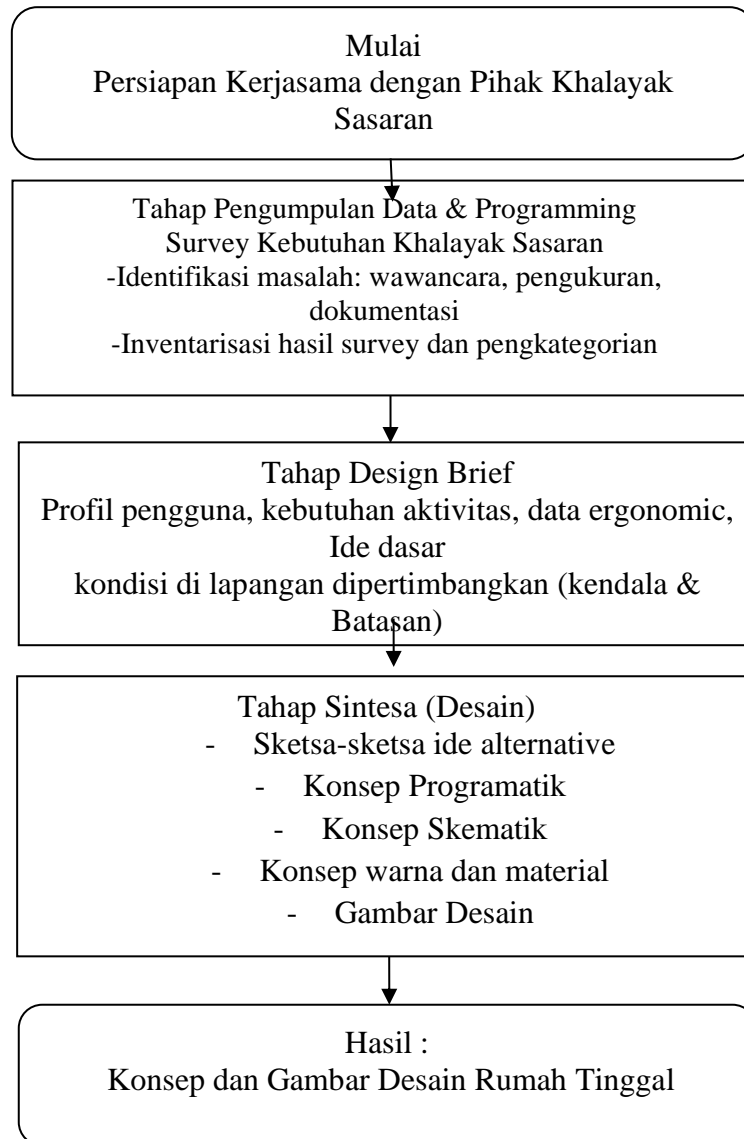 Mulai
Persiapan Kerjasama dengan Pihak Khalayak
Sasaran
Tahap Pengumpulan Data & Programming
Survey Kebutuhan Khalayak Sasaran
-Identifikasi masalah: wawancara, pengukuran,
dokumentasi
-Inventarisasi hasil survey dan pengkategorian
Tahap Design Brief
Profil pengguna, kebutuhan aktivitas, data ergonomic,
Ide dasar
kondisi di lapangan dipertimbangkan (kendala &
Batasan)
Tahap Sintesa (Desain)
- Sketsa-sketsa ide alternative
- Konsep Programatik
- Konsep Skematik
- Konsep warna dan material
- Gambar Desain
Hasil :
Konsep dan Gambar Desain Rumah Tinggal